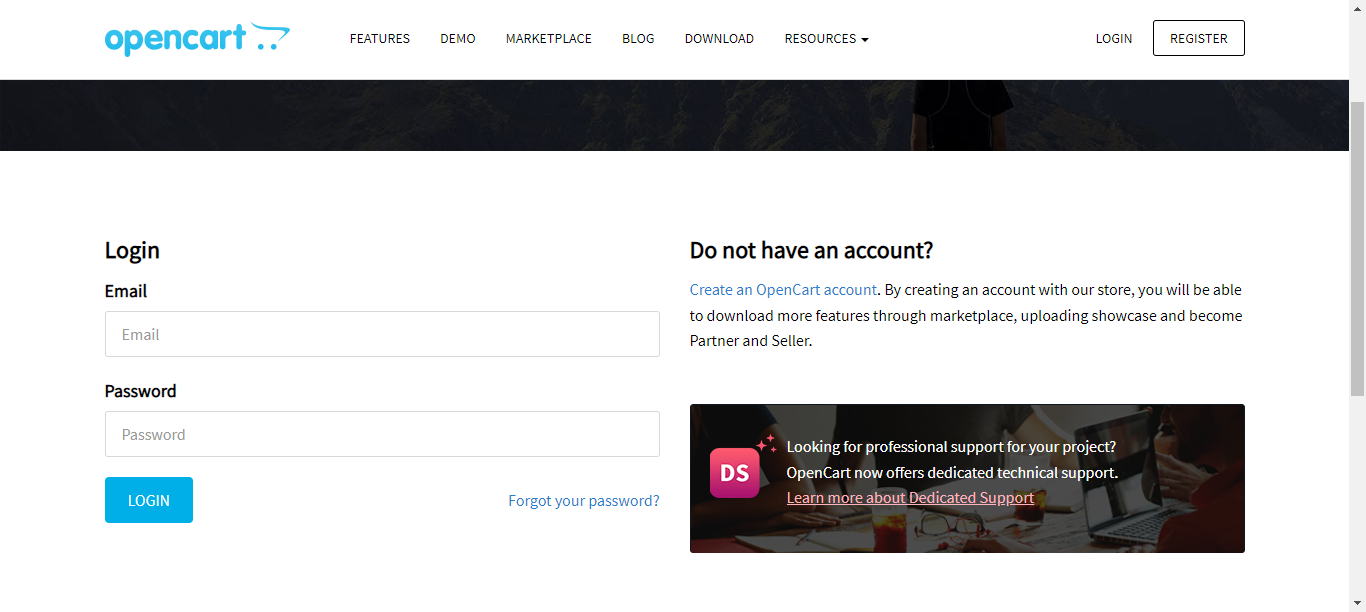 opencart
FEATURES DEMO MARKETPLACE BLOG DOWNLOAD RESOURCES LOGIN REGISTER
Login
Email
Email
Password
Password
LOGIN Forgot your password?
Do not have an account?
Create an OpenCart account. By creating an account with our store, you will be able
to download more features through marketplace, uploading showcase and become
Partner and Seller.
DS
Looking for professional support for your project?
OpenCart now offers dedicated technical support.
Learn more about Dedicated Support